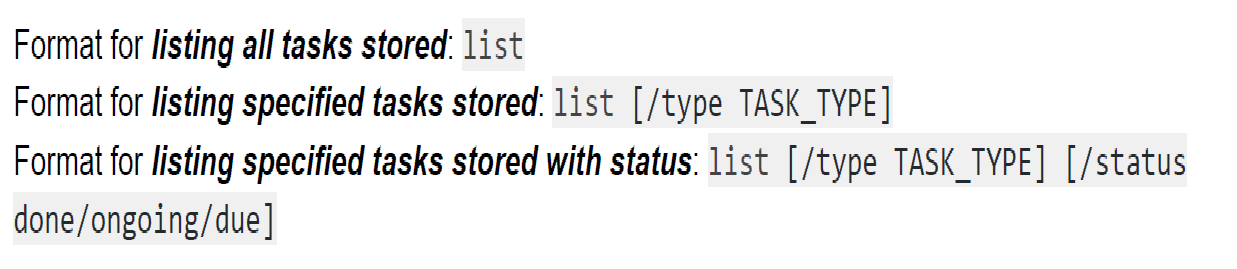 Format for listing all tasks stored: list
Format for listing specified tasks stored: list [/type TASK_TYPE]
Format for listing specified tasks stored with status: list [/type TASK_TYPE] [/status
done/ongoing/due]